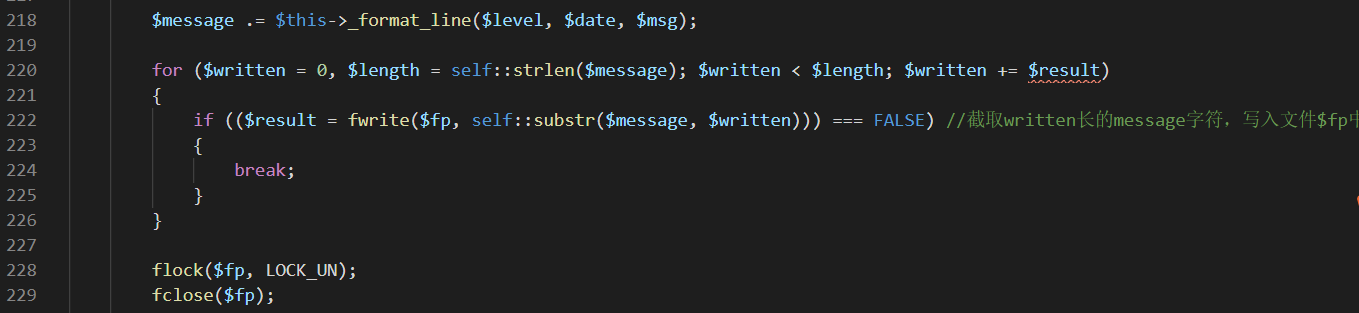 218 $message .= $this->_format_line($level, $date, $msg);
219
220 for ($written = 0, $length = self::strlen($message); $written < $length; $written += $result)
221 {
222 if (($result = fwrite($fp, self::substr($message, $written))) === FALSE) //截取written长的message字符，写入文件$fp中
223 {
224 break;
225 }
226 }
227
228 flock($fp, LOCK_UN);
229 fclose($fp);